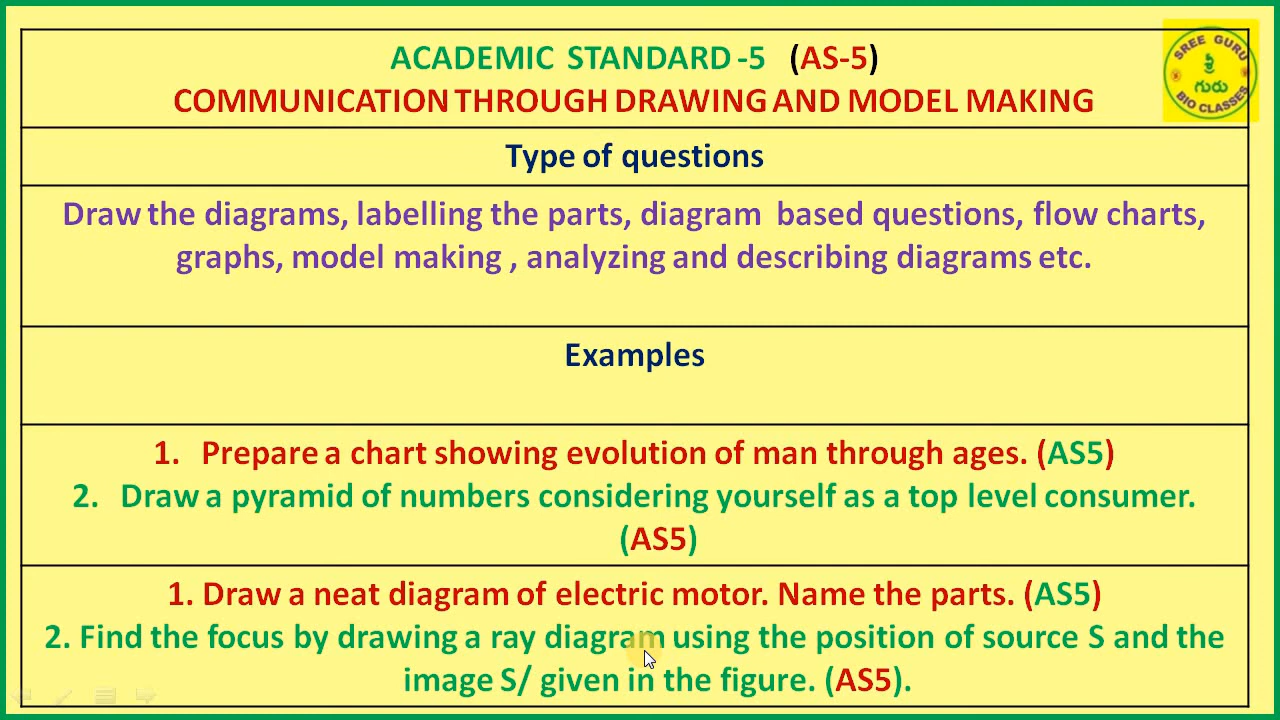 ACADEMIC STANDARD -5 (AS-5)
COMMUNICATION THROUGH DRAWING AND MODEL MAKING
SREE GURU
శ్రీ
గురు
BIO CLASSES
Type of questions
Draw the diagrams, labelling the parts, diagram based questions, flow charts,
graphs, model making , analyzing and describing diagrams etc.
Examples
1. Prepare a chart showing evolution of man through ages. (AS5)
2. Draw a pyramid of numbers considering yourself as a top level consumer.
(AS5)
1. Draw a neat diagram of electric motor. Name the parts. (AS5)
2. Find the focus by drawing a ray diagram using the position of source S and the
image S/ given in the figure. (AS5).